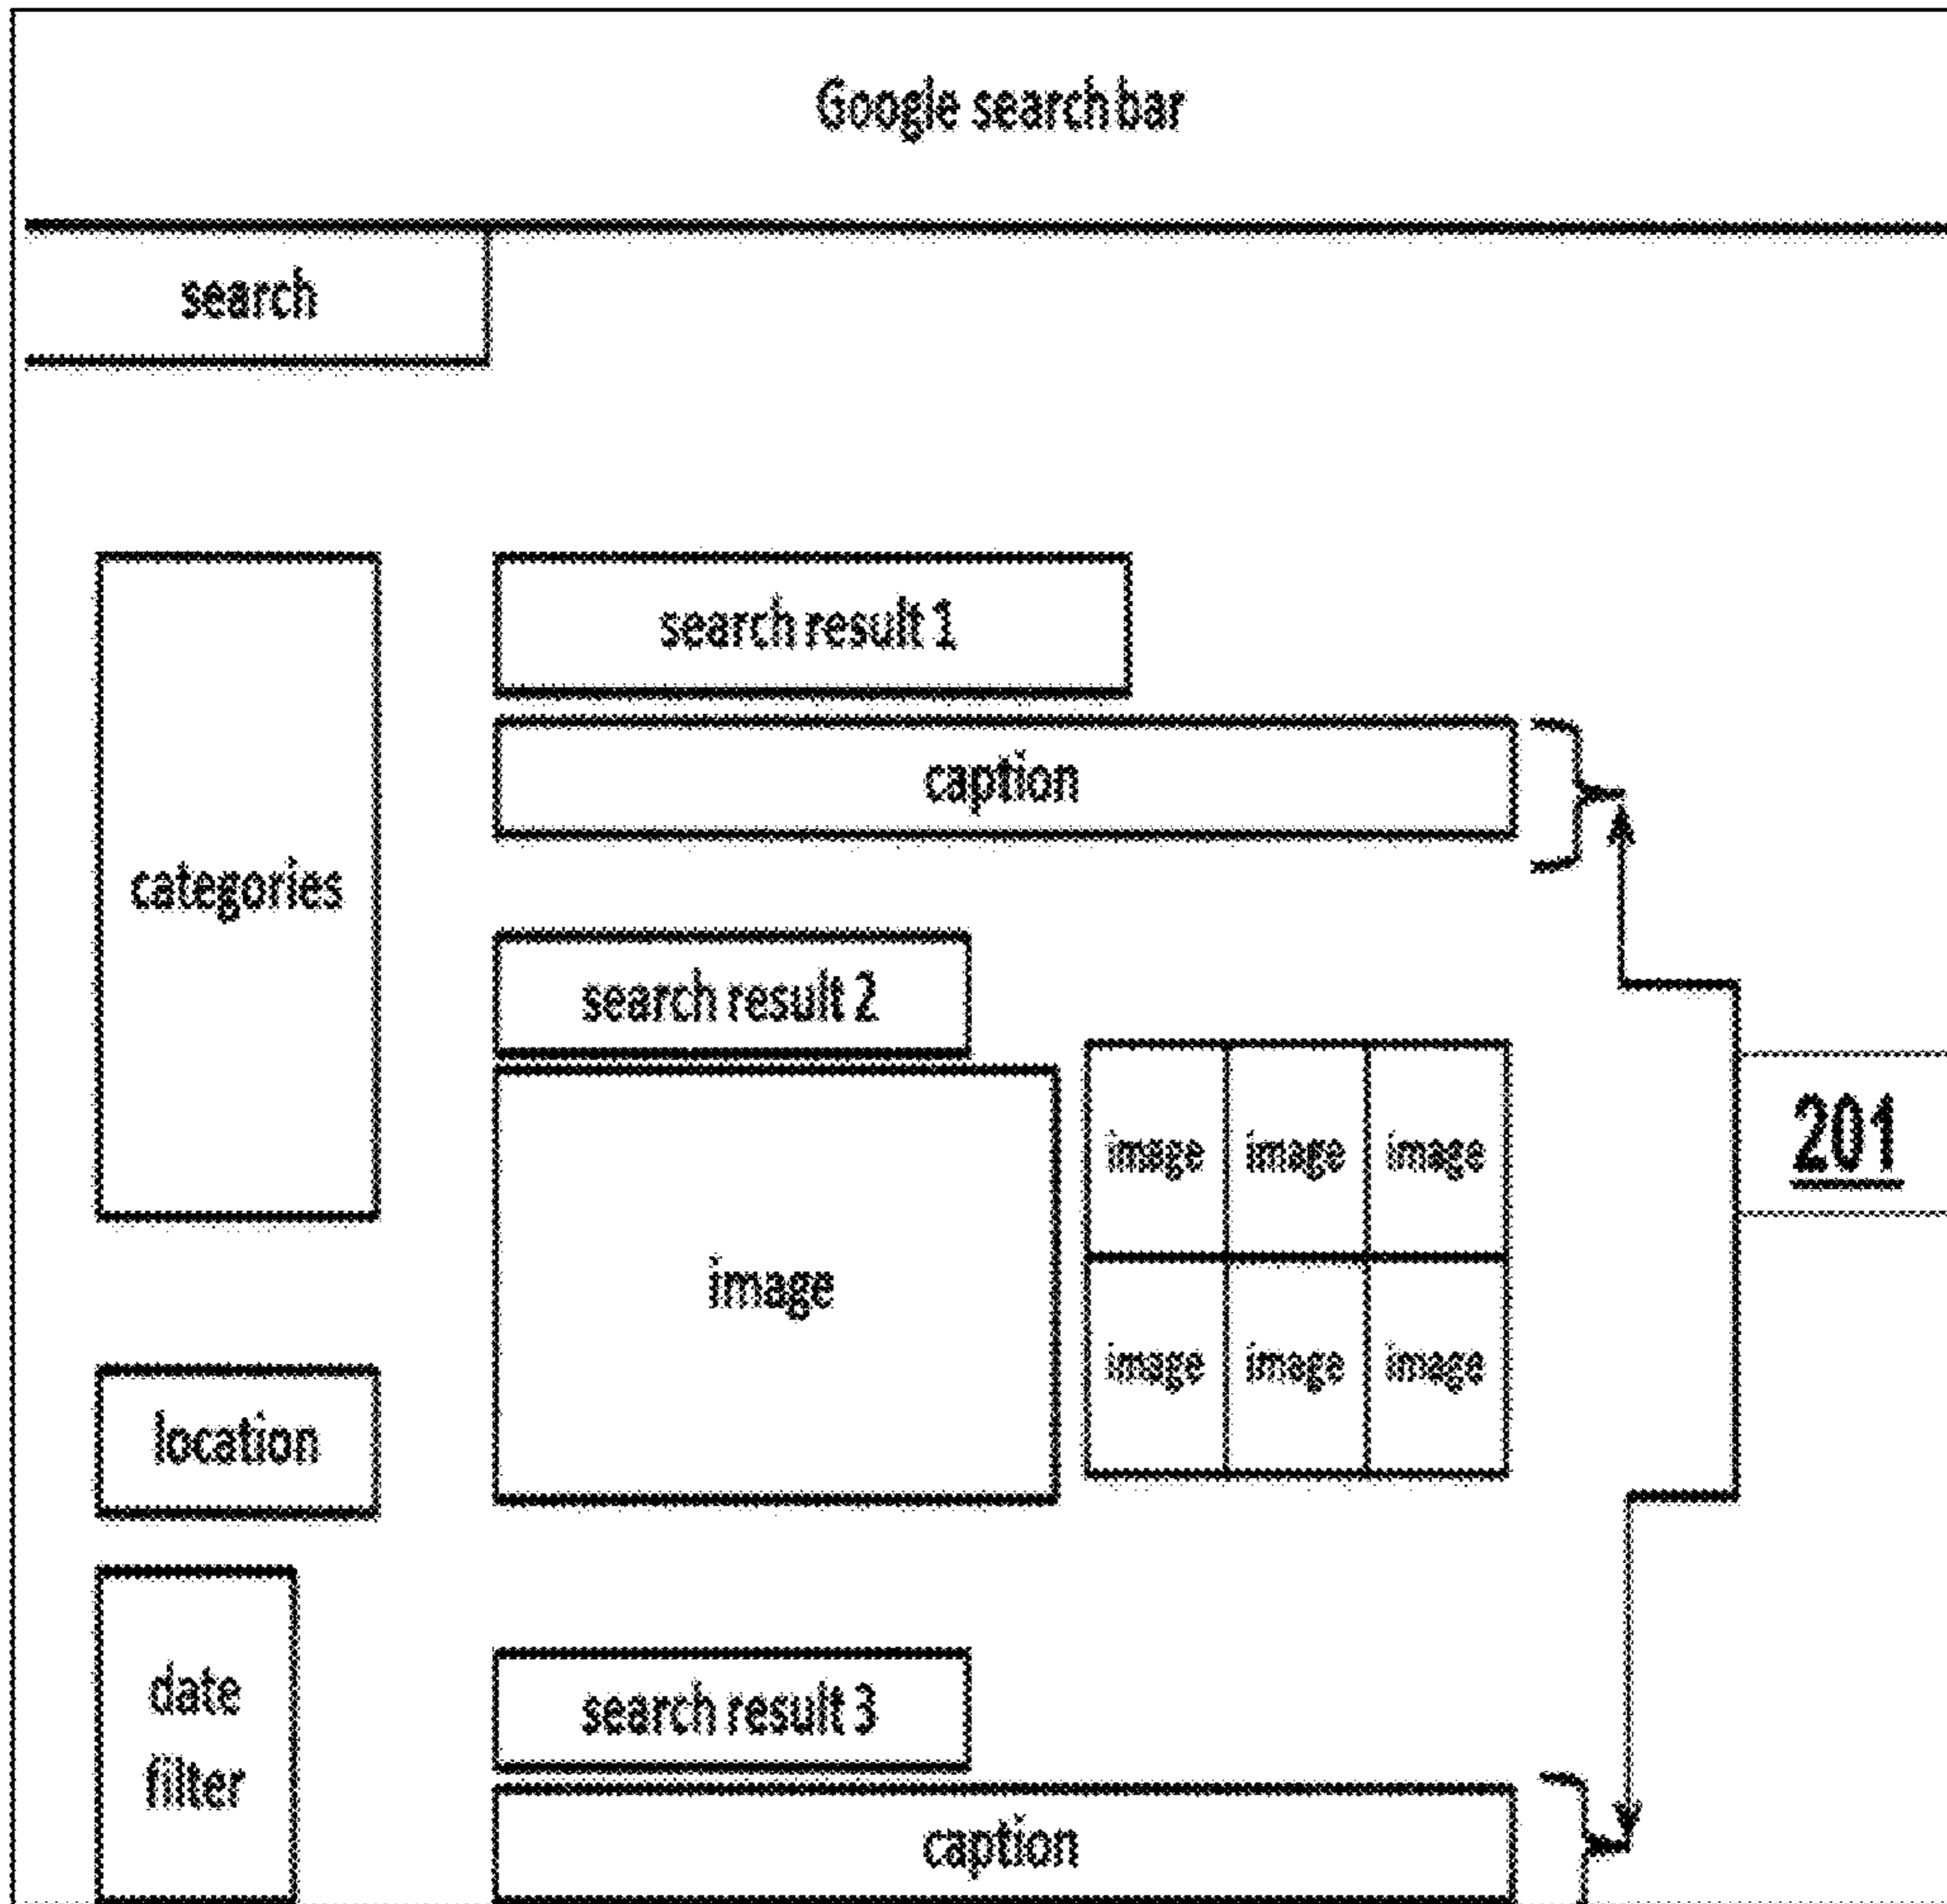 Google search bar
search
categories
location
date
filter
search result 1
caption
search result 2
image
image image image
image image image
search result 3
caption
201